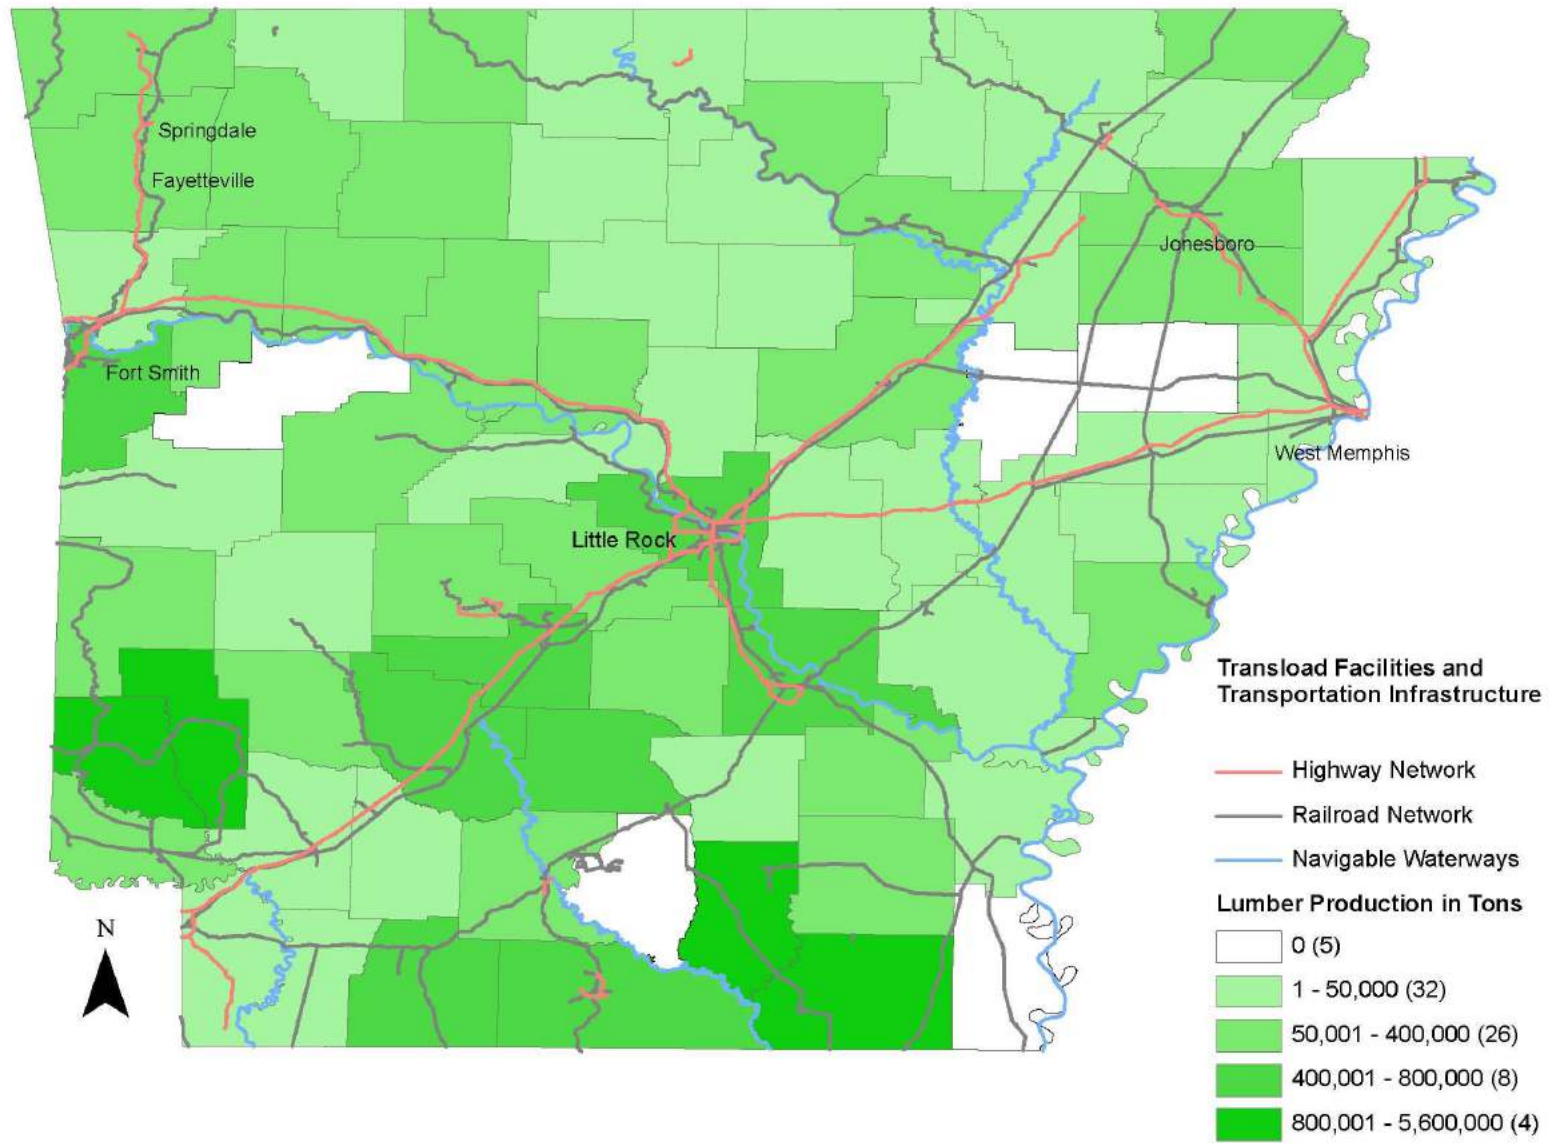 Springdale
Fayetteville
Jonesboro
Fort Smith
West Memphis
Little Rock
Transload Facilities and
Transportation Infrastructure
Highway Network
Railroad Network
Navigable Waterways
Lumber Production in Tons
0 (5)
1 - 50,000 (32)
50,001 - 400,000 (26)
400,001 - 800,000 (8)
800,001 - 5,600,000 (4)
N